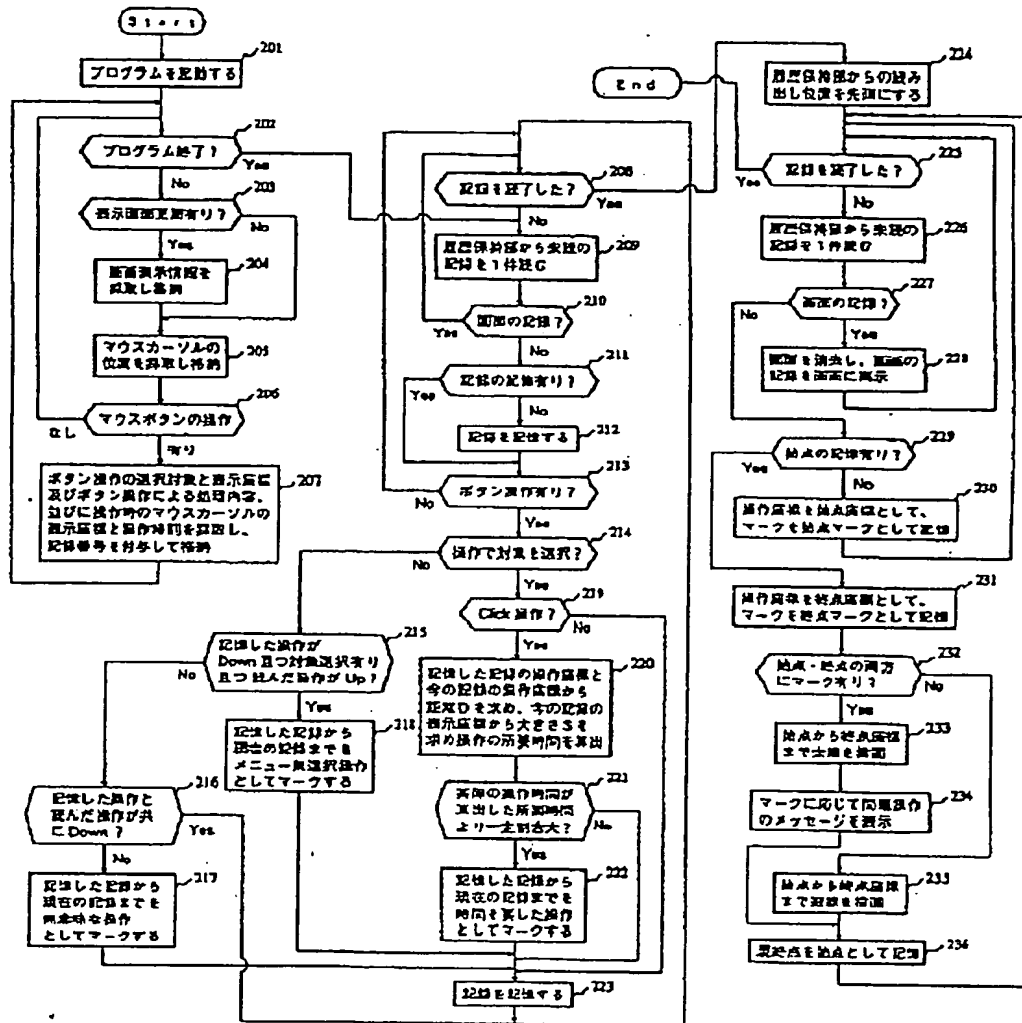 Start
201
プログラムを起動する
202
プログラム終了?
Yes
No
203
表示画面更新有り?
No
Yes
204
画面表示情報を
採取し格納
マウスカーソルの
位置を採取し格納
205
206
マウスボタンの操作
なし
有り
207
ボタン操作の選択対象と表示座標
及びボタン操作による処理内容、
並びに操作時のマウスカーソルの
表示座標と操作時刻を採取し、
記録番号を付与して格納
208
記録を終了した?
Yes
No
209
履歴保持部から未読の
記録を1件読む
210
画面の記録?
Yes
No
211
記録の記憶有り?
Yes
No
212
記録を記憶する
213
ボタン操作有り?
No
Yes
214
操作で対象を選択?
No
Yes
219
Click 操作?
No
Yes
215
記憶した操作が
Down 且つ対象選択有り
且つ読んだ操作が Up?
No
Yes
220
記憶した記録の操作座標と
今の記録の操作座標から
距離Dを求め、今の記録の
表示座標から大きさSを
求め操作の所要時間を算出
218
記憶した記録から
現在の記録までを
メニュー無選択操作
としてマークする
216
記憶した操作と
読んだ操作が共
に Down?
Yes
No
221
実際の操作時間が
算出した所要時間
より一定割合大?
No
Yes
217
記憶した記録から
現在の記録までを
無意味な操作
としてマークする
222
記憶した記録から
現在の記録までを
時間を要した操作
としてマークする
223
記録を記憶する
End
224
履歴保持部からの読み
出し位置を先頭にする
225
記録を終了した?
Yes
No
226
履歴保持部から未読の
記録を1件読む
227
画面の記録?
No
Yes
228
画面を消去し、画面の
記録を画面に表示
229
始点の記憶有り?
Yes
No
230
操作座標を始点座標として、
マークを始点マークとして記憶
231
操作座標を終点座標として、
マークを終点マークとして記憶
232
始点・終点の両方
にマーク有り?
No
Yes
233
始点から終点座標
まで太線を描画
234
マークに応じて問題操作
のメッセージを表示
235
始点から終点座標
まで細線を描画
236
現終点を始点として記憶